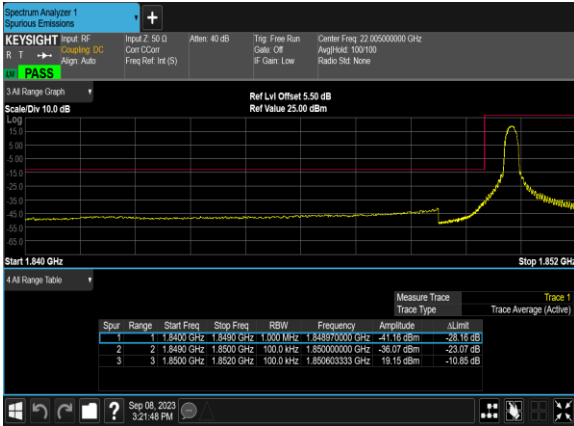 Spectrum Analyzer 1
Spurious Emissions
+
KEYSIGHT Input: RF Input Z: 50 Ω Atten: 40 dB Trig: Free Run Center Freq: 22.005000000 GHz
R T Coupling: DC Corr CCorr Gate: Off Avg|Hold: 100/100
Align: Auto Freq Ref: Int (S) IF Gain: Low Radio Std: None
LXI PASS
3 All Range Graph
Ref Lvl Offset 5.50 dB
Scale/Div 10.0 dB Ref Value 25.00 dBm
Log
15.0
5.00
-5.00
-15.0
-25.0
-35.0
-45.0
-55.0
-65.0
Start 1.840 GHz Stop 1.852 GHz
4 All Range Table
Measure Trace Trace 1
Trace Type Trace Average (Active)
Spur Range Start Freq Stop Freq RBW Frequency Amplitude ΔLimit
1 1 1.8400 GHz 1.8490 GHz 1.000 MHz 1.848970000 GHz -41.16 dBm -28.16 dB
2 2 1.8490 GHz 1.8500 GHz 100.0 kHz 1.850000000 GHz -36.07 dBm -23.07 dB
3 3 1.8500 GHz 1.8520 GHz 100.0 kHz 1.850603333 GHz 19.15 dBm -10.85 dB
? Sep 08, 2023
3:21:48 PM